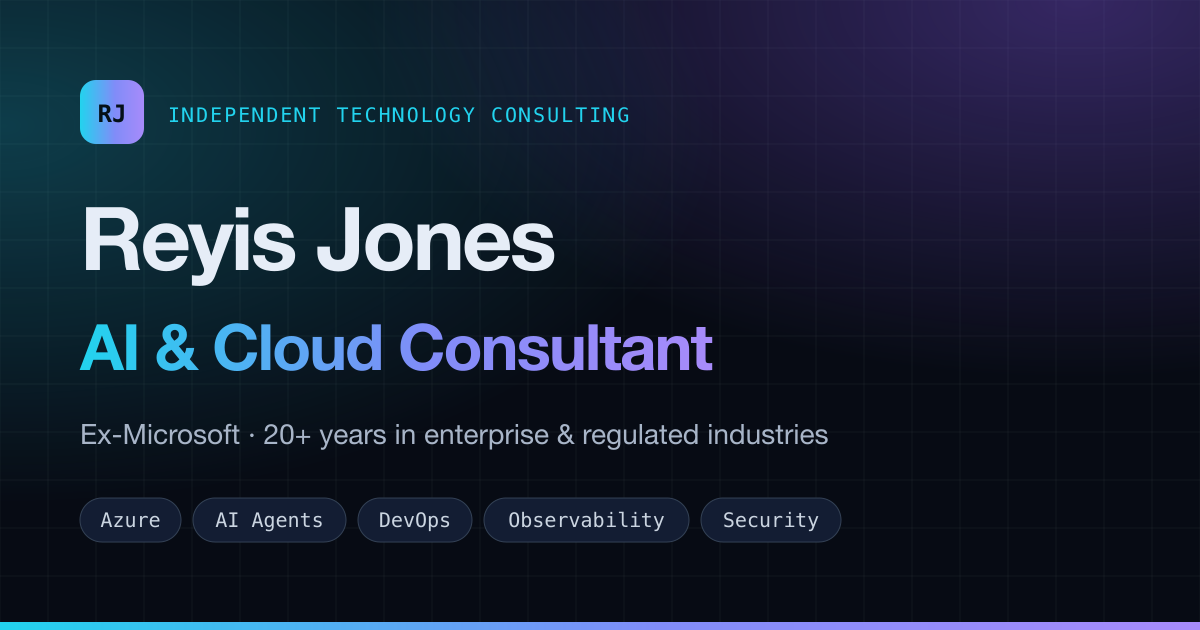 RJ
INDEPENDENT TECHNOLOGY CONSULTING
Reyis Jones
AI & Cloud Consultant
Ex-Microsoft · 20+ years in enterprise & regulated industries
Azure AI Agents DevOps Observability Security